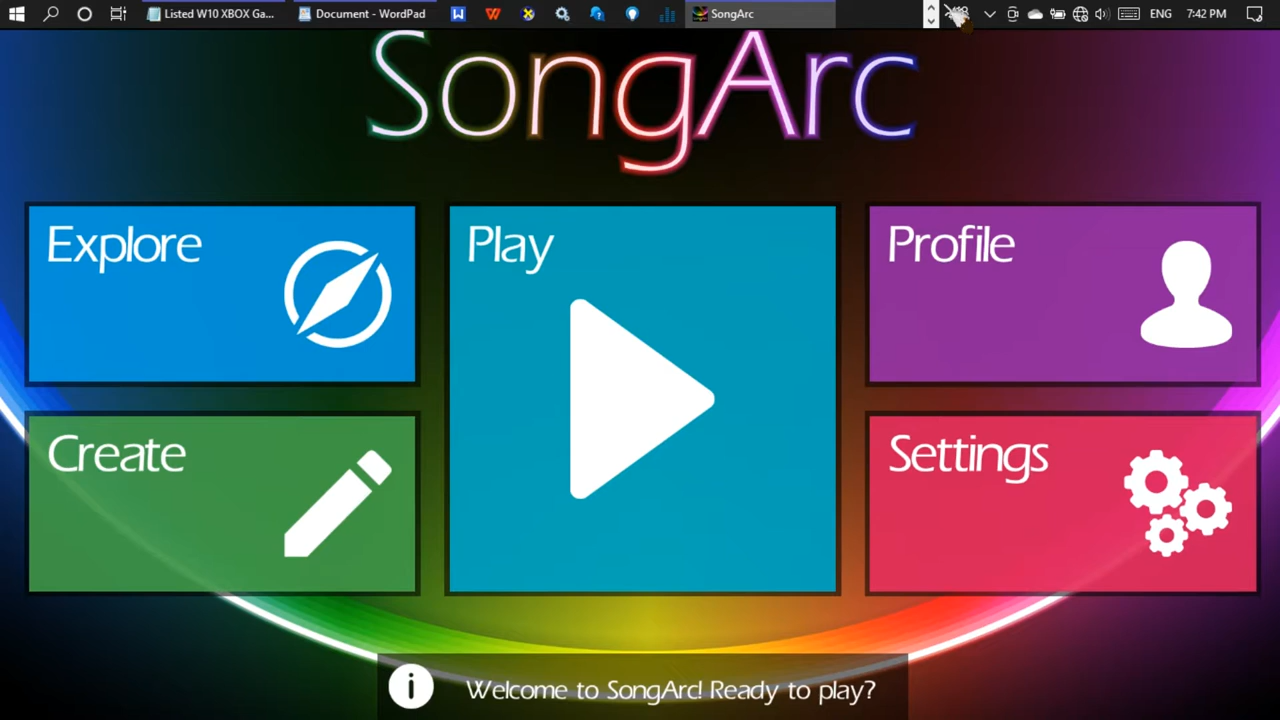 Listed W10 XBOX Ga...
Document - WordPad
SongArc
ENG
7:42 PM
SongArc
Explore
Play
Profile
Create
Settings
Welcome to SongArc! Ready to play?